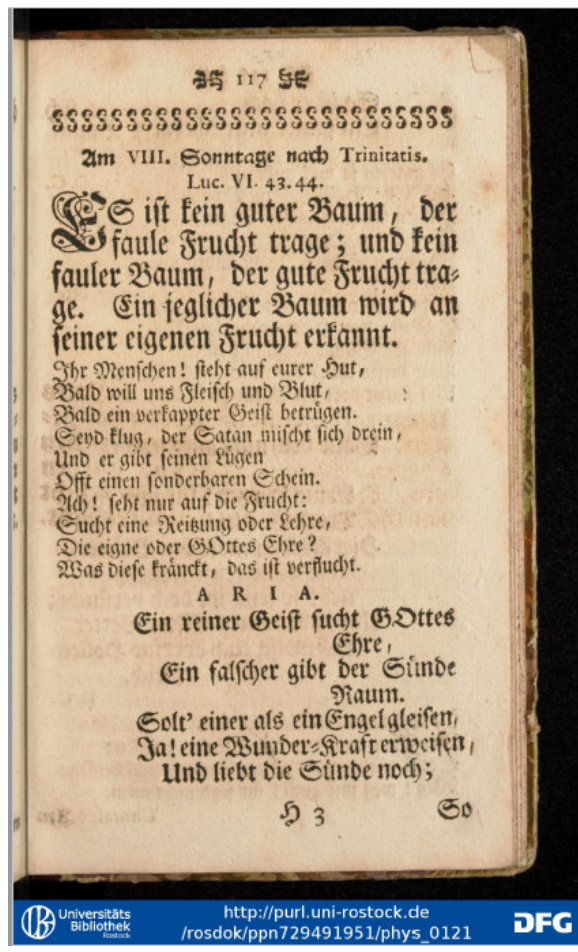 117
Am VIII. Sonntage nach Trinitatis.
Luc. VI. 43.44.
ES ist kein guter Baum, der
faule Frucht trage; und kein
fauler Baum, der gute Frucht tra-
ge. Ein jeglicher Baum wird an
seiner eigenen Frucht erkannt.
Ihr Menschen! steht auf eurer Hut,
Bald will uns Fleisch und Blut,
Bald ein verkappter Geist betrügen.
Seyd klug, der Satan mischt sich drein,
Und er gibt seinen Lügen
Offt einen sonderbaren Schein.
Ach! seht nur auf die Frucht:
Sucht eine Reitzung oder Lehre,
Die eigne oder GOttes Ehre?
Was diese kränckt, das ist verflucht.
ARIA.
Ein reiner Geist sucht GOttes
Ehre,
Ein falscher gibt der Sünde
Raum.
Solt' einer als ein Engel gleisen,
Ja! eine Wunder-Kraft erweisen,
Und liebt die Sünde noch;
H 3 So
Universitäts
Bibliothek
Rostock
http://purl.uni-rostock.de
/rosdok/ppn729491951/phys_0121
DFG